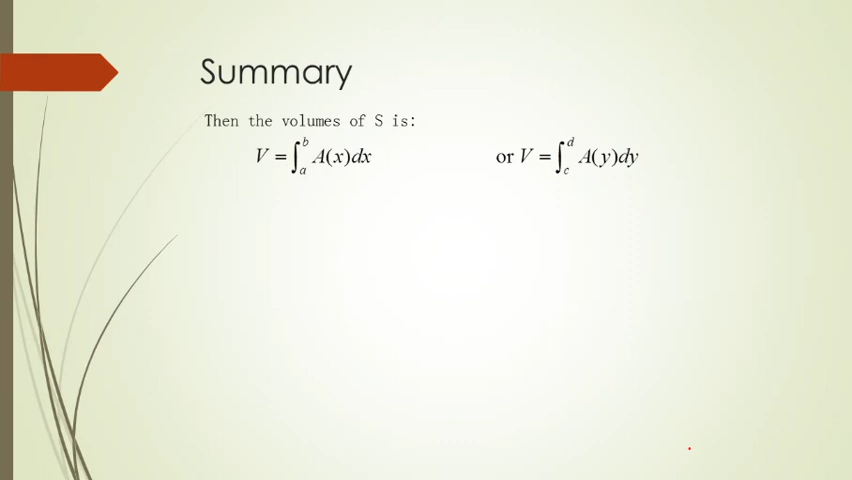 Summary
Then the volumes of S is:
V = ∫_a^b A(x)dx or V = ∫_c^d A(y)dy